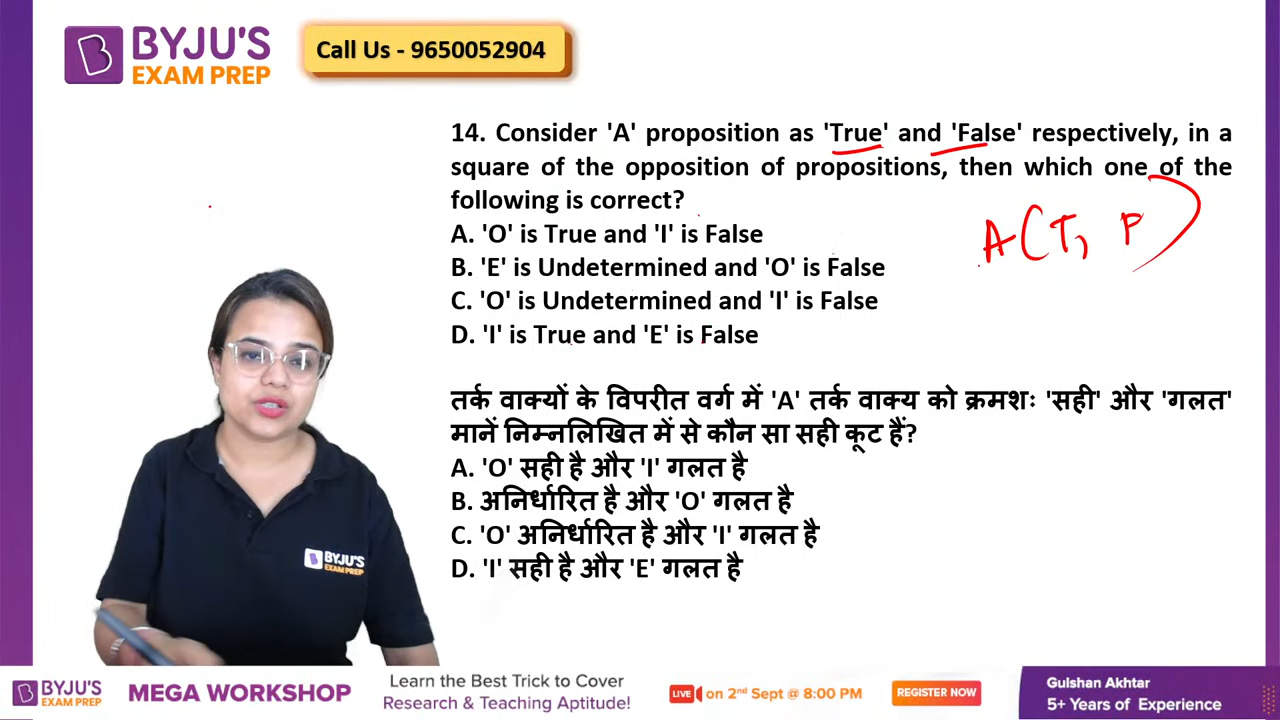 BYJU'S
EXAM PREP
Call Us - 9650052904
14. Consider 'A' proposition as 'True' and 'False' respectively, in a
square of the opposition of propositions, then which one of the
following is correct?
A. 'O' is True and 'I' is False
B. 'E' is Undetermined and 'O' is False
C. 'O' is Undetermined and 'I' is False
D. 'I' is True and 'E' is False
A (T, F)
तर्क वाक्यों के विपरीत वर्ग में 'A' तर्क वाक्य को क्रमशः 'सही' और 'गलत'
मानें निम्नलिखित में से कौन सा सही कूट हैं?
A. 'O' सही है और 'I' गलत है
B. अनिर्धारित है और 'O' गलत है
C. 'O' अनिर्धारित है और 'I' गलत है
D. 'I' सही है और 'E' गलत है
BYJU'S
EXAM PREP
BYJU'S
EXAM PREP
MEGA WORKSHOP
Learn the Best Trick to Cover
Research & Teaching Aptitude!
LIVE on 2nd Sept @ 8:00 PM
REGISTER NOW
Gulshan Akhtar
5+ Years of Experience